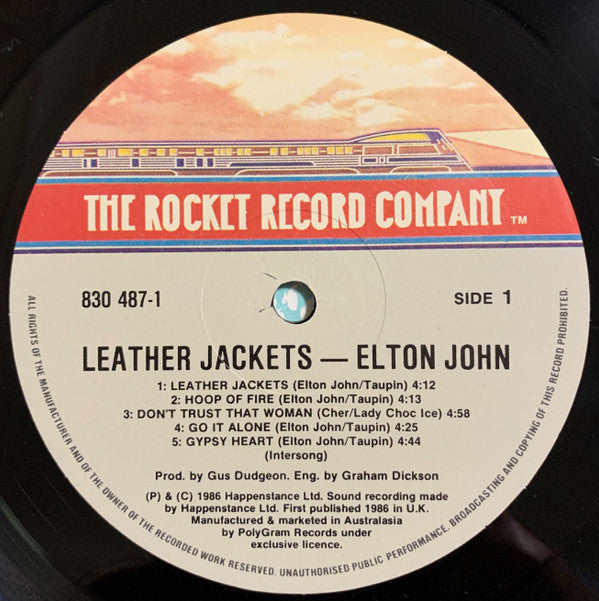 THE ROCKET RECORD COMPANY ™
830 487-1
SIDE 1
LEATHER JACKETS — ELTON JOHN
1: LEATHER JACKETS (Elton John/Taupin) 4:12
2: HOOP OF FIRE (Elton John/Taupin) 4:13
3: DON'T TRUST THAT WOMAN (Cher/Lady Choc Ice) 4:58
4: GO IT ALONE (Elton John/Taupin) 4:25
5: GYPSY HEART (Elton John/Taupin) 4:44
(Intersong)
Prod. by Gus Dudgeon. Eng. by Graham Dickson
(P) & (C) 1986 Happenstance Ltd. Sound recording made
by Happenstance Ltd. First published 1986 in U.K.
Manufactured & marketed in Australasia
by PolyGram Records under
exclusive licence.
ALL RIGHTS OF THE MANUFACTURER AND OF THE OWNER OF THE RECORDED WORK RESERVED. UNAUTHORISED PUBLIC PERFORMANCE, BROADCASTING AND COPYING OF THIS RECORD PROHIBITED.